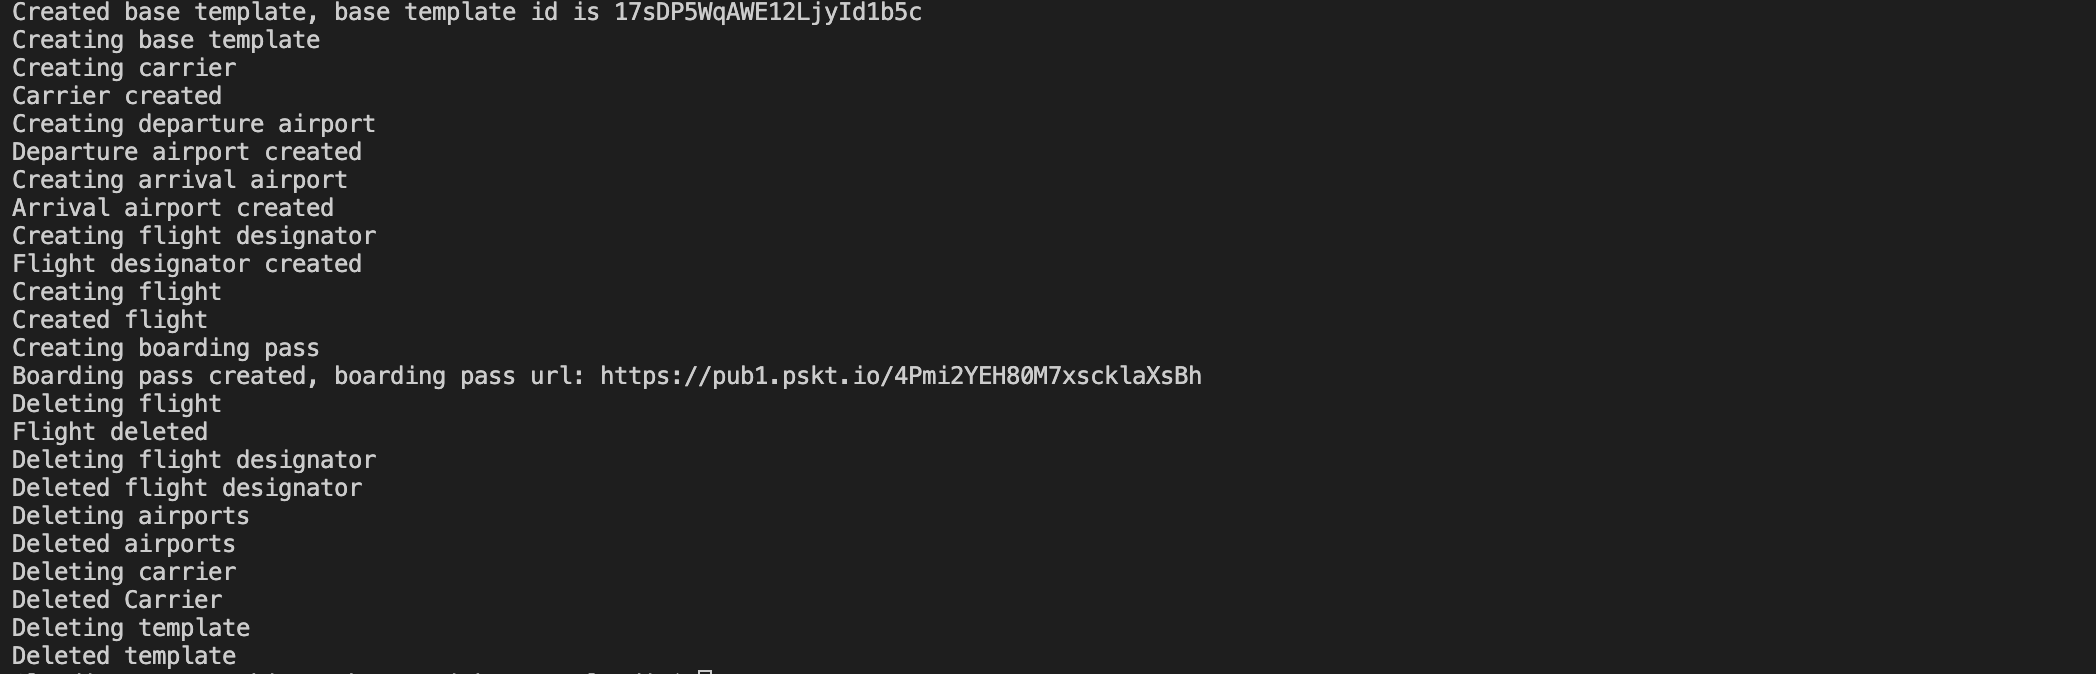 Created base template, base template id is 17sDP5WqAWE12LjyId1b5c
Creating base template
Creating carrier
Carrier created
Creating departure airport
Departure airport created
Creating arrival airport
Arrival airport created
Creating flight designator
Flight designator created
Creating flight
Created flight
Creating boarding pass
Boarding pass created, boarding pass url: https://pub1.pskt.io/4Pmi2YEH80M7xscklaXsBh
Deleting flight
Flight deleted
Deleting flight designator
Deleted flight designator
Deleting airports
Deleted airports
Deleting carrier
Deleted Carrier
Deleting template
Deleted template